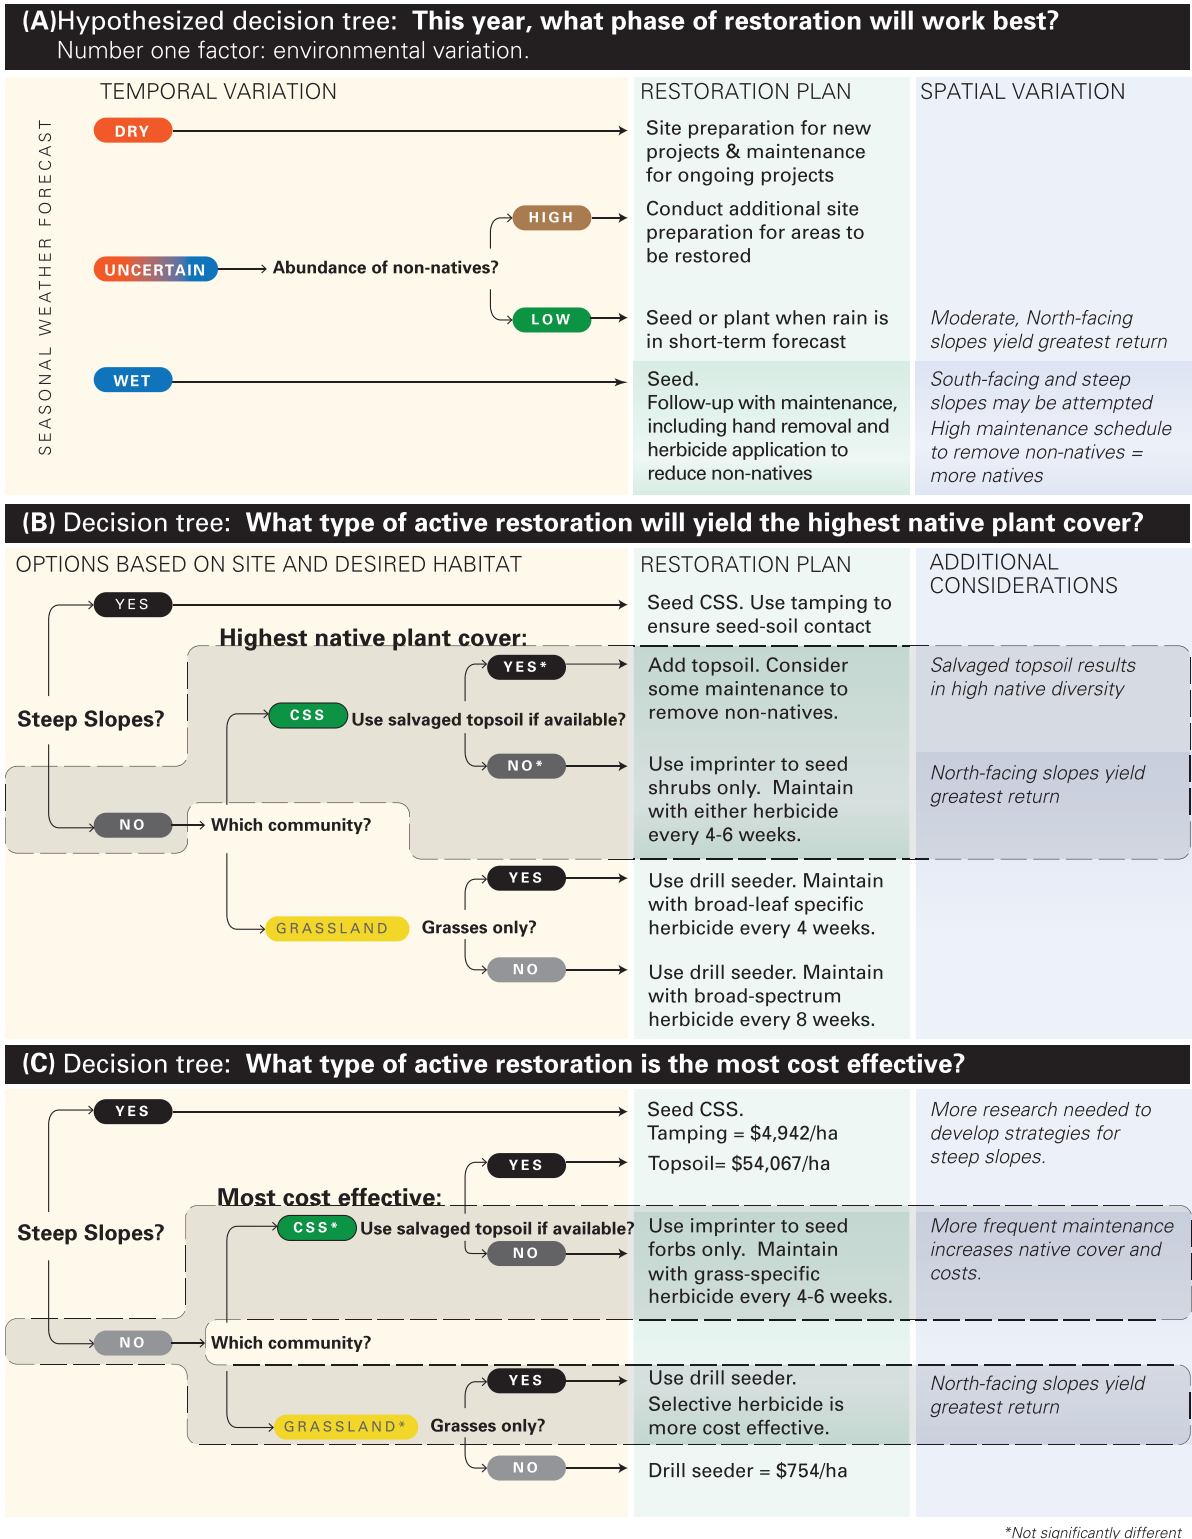 (A)Hypothesized decision tree: This year, what phase of restoration will work best?
Number one factor: environmental variation.
TEMPORAL VARIATION
RESTORATION PLAN
SPATIAL VARIATION
SEASONAL WEATHER FORECAST
DRY
Site preparation for new
projects & maintenance
for ongoing projects
UNCERTAIN
Abundance of non-natives?
HIGH
Conduct additional site
preparation for areas to
be restored
LOW
Seed or plant when rain is
in short-term forecast
Moderate, North-facing
slopes yield greatest return
WET
Seed.
Follow-up with maintenance,
including hand removal and
herbicide application to
reduce non-natives
South-facing and steep
slopes may be attempted
High maintenance schedule
to remove non-natives =
more natives
(B) Decision tree: What type of active restoration will yield the highest native plant cover?
OPTIONS BASED ON SITE AND DESIRED HABITAT
RESTORATION PLAN
ADDITIONAL
CONSIDERATIONS
Steep Slopes?
YES
Seed CSS. Use tamping to
ensure seed-soil contact
Highest native plant cover:
NO
Which community?
CSS
Use salvaged topsoil if available?
YES*
Add topsoil. Consider
some maintenance to
remove non-natives.
Salvaged topsoil results
in high native diversity
NO*
Use imprinter to seed
shrubs only. Maintain
with either herbicide
every 4-6 weeks.
North-facing slopes yield
greatest return
GRASSLAND
Grasses only?
YES
Use drill seeder. Maintain
with broad-leaf specific
herbicide every 4 weeks.
NO
Use drill seeder. Maintain
with broad-spectrum
herbicide every 8 weeks.
(C) Decision tree: What type of active restoration is the most cost effective?
Steep Slopes?
YES
Seed CSS.
Tamping = $4,942/ha
More research needed to
develop strategies for
steep slopes.
Most cost effective:
NO
Which community?
CSS*
Use salvaged topsoil if available?
YES
Topsoil= $54,067/ha
NO
Use imprinter to seed
forbs only. Maintain
with grass-specific
herbicide every 4-6 weeks.
More frequent maintenance
increases native cover and
costs.
GRASSLAND*
Grasses only?
YES
Use drill seeder.
Selective herbicide is
more cost effective.
North-facing slopes yield
greatest return
NO
Drill seeder = $754/ha
*Not significantly different